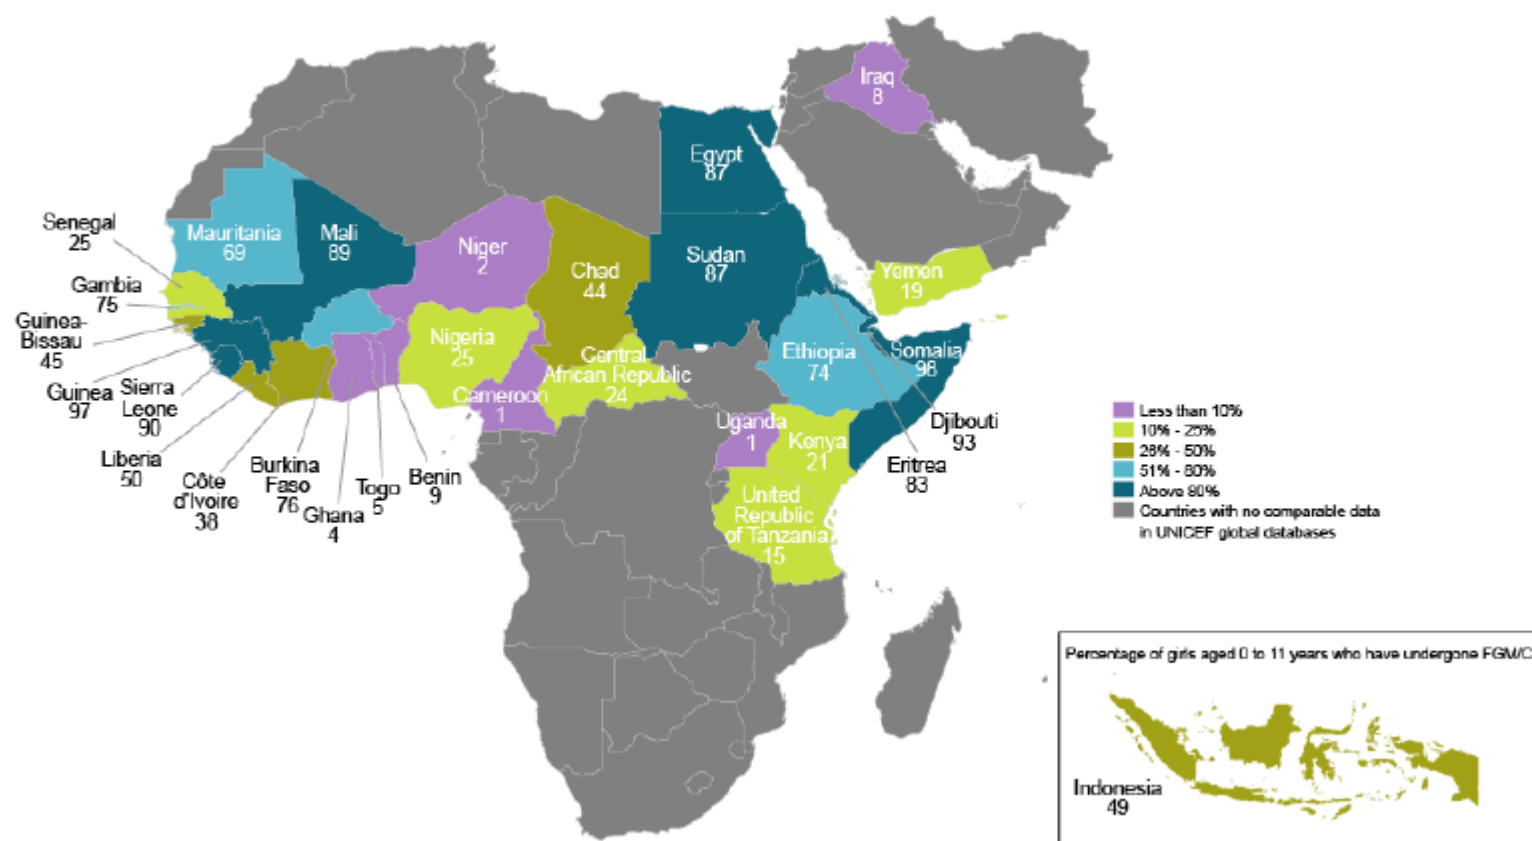 Iraq
8
Egypt
87
Senegal
25
Mauritania
69
Mali
89
Niger
2
Chad
44
Sudan
87
Yemen
19
Gambia
75
Guinea-
Bissau
45
Nigeria
25
Ethiopia
74
Somalia
98
Central
African Republic
24
Guinea
97
Sierra
Leone
90
Cameroon
1
Uganda
1
Kenya
21
Djibouti
93
Eritrea
83
Liberia
50
Côte
d'Ivoire
38
Burkina
Faso
76
Ghana
4
Togo
5
Benin
9
United
Republic
of Tanzania
15
Less than 10%
10% - 25%
26% - 50%
51% - 80%
Above 80%
Countries with no comparable data
in UNICEF global databases
Percentage of girls aged 0 to 11 years who have undergone FGM/C
Indonesia
49